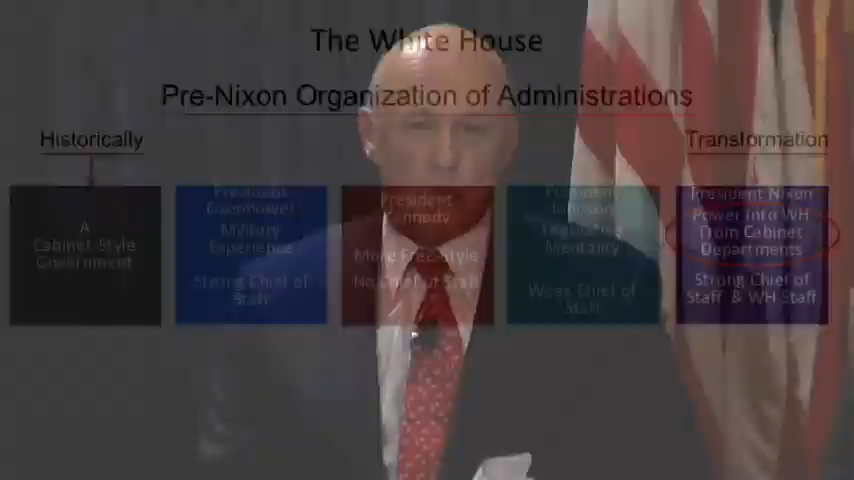 The White House
Pre-Nixon Organization of Administrations
Historically
Transformation
A
Cabinet-Style
Government
President
Eisenhower
Military
Experience
Strong Chief of
Staff
President
Kennedy
More Free-Style
No Chief of Staff
President
Johnson
Legislative
Mentality
Weak Chief of
Staff
President Nixon
Power Into WH
From Cabinet
Departments
Strong Chief of
Staff & WH Staff